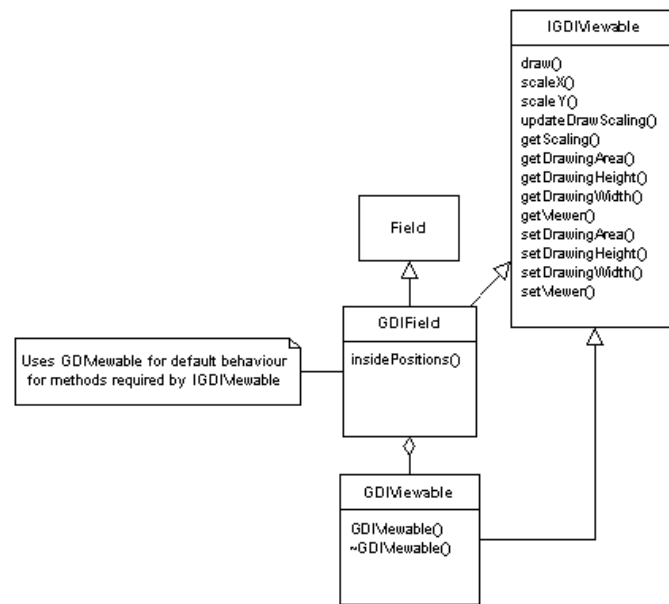 IGDIViewable
draw()
scaleX()
scaleY()
updateDrawScaling()
getScaling()
getDrawingArea()
getDrawingHeight()
getDrawingWidth()
getViewer()
setDrawingArea()
setDrawingHeight()
setDrawingWidth()
setViewer()
Field
GDIField
insidePositions()
Uses GDIViewable for default behaviour
for methods required by IGDIViewable
GDIViewable
GDIViewable()
~GDIViewable()